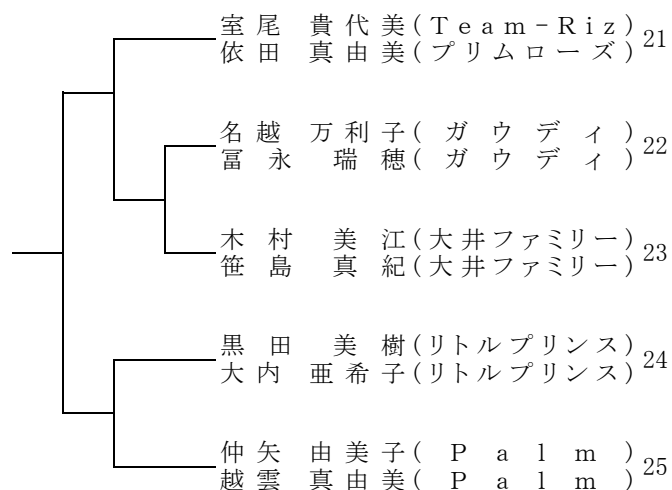 室尾 貴代美(Team-Riz) 21
依田 真由美(プリムローズ)
名越 万利子(ガウディ) 22
冨永 瑞穂(ガウディ)
木村 美江(大井ファミリー) 23
笹島 真紀(大井ファミリー)
黒田 美樹(リトルプリンス) 24
大内 亜希子(リトルプリンス)
仲矢 由美子(Palm) 25
越雲 真由美(Palm)